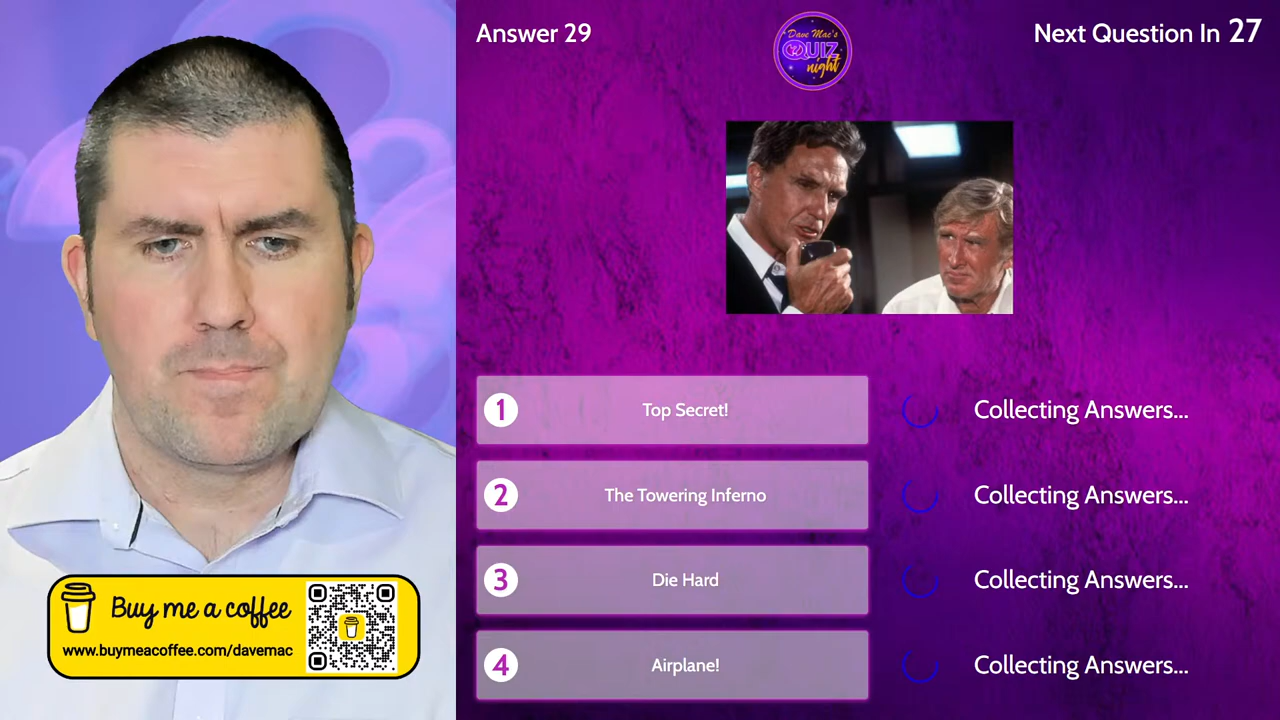 Answer 29
Dave Mac's
QUIZ
night
Next Question In 27
1 Top Secret! Collecting Answers...
2 The Towering Inferno Collecting Answers...
3 Die Hard Collecting Answers...
4 Airplane! Collecting Answers...
Buy me a coffee
www.buymeacoffee.com/davemac